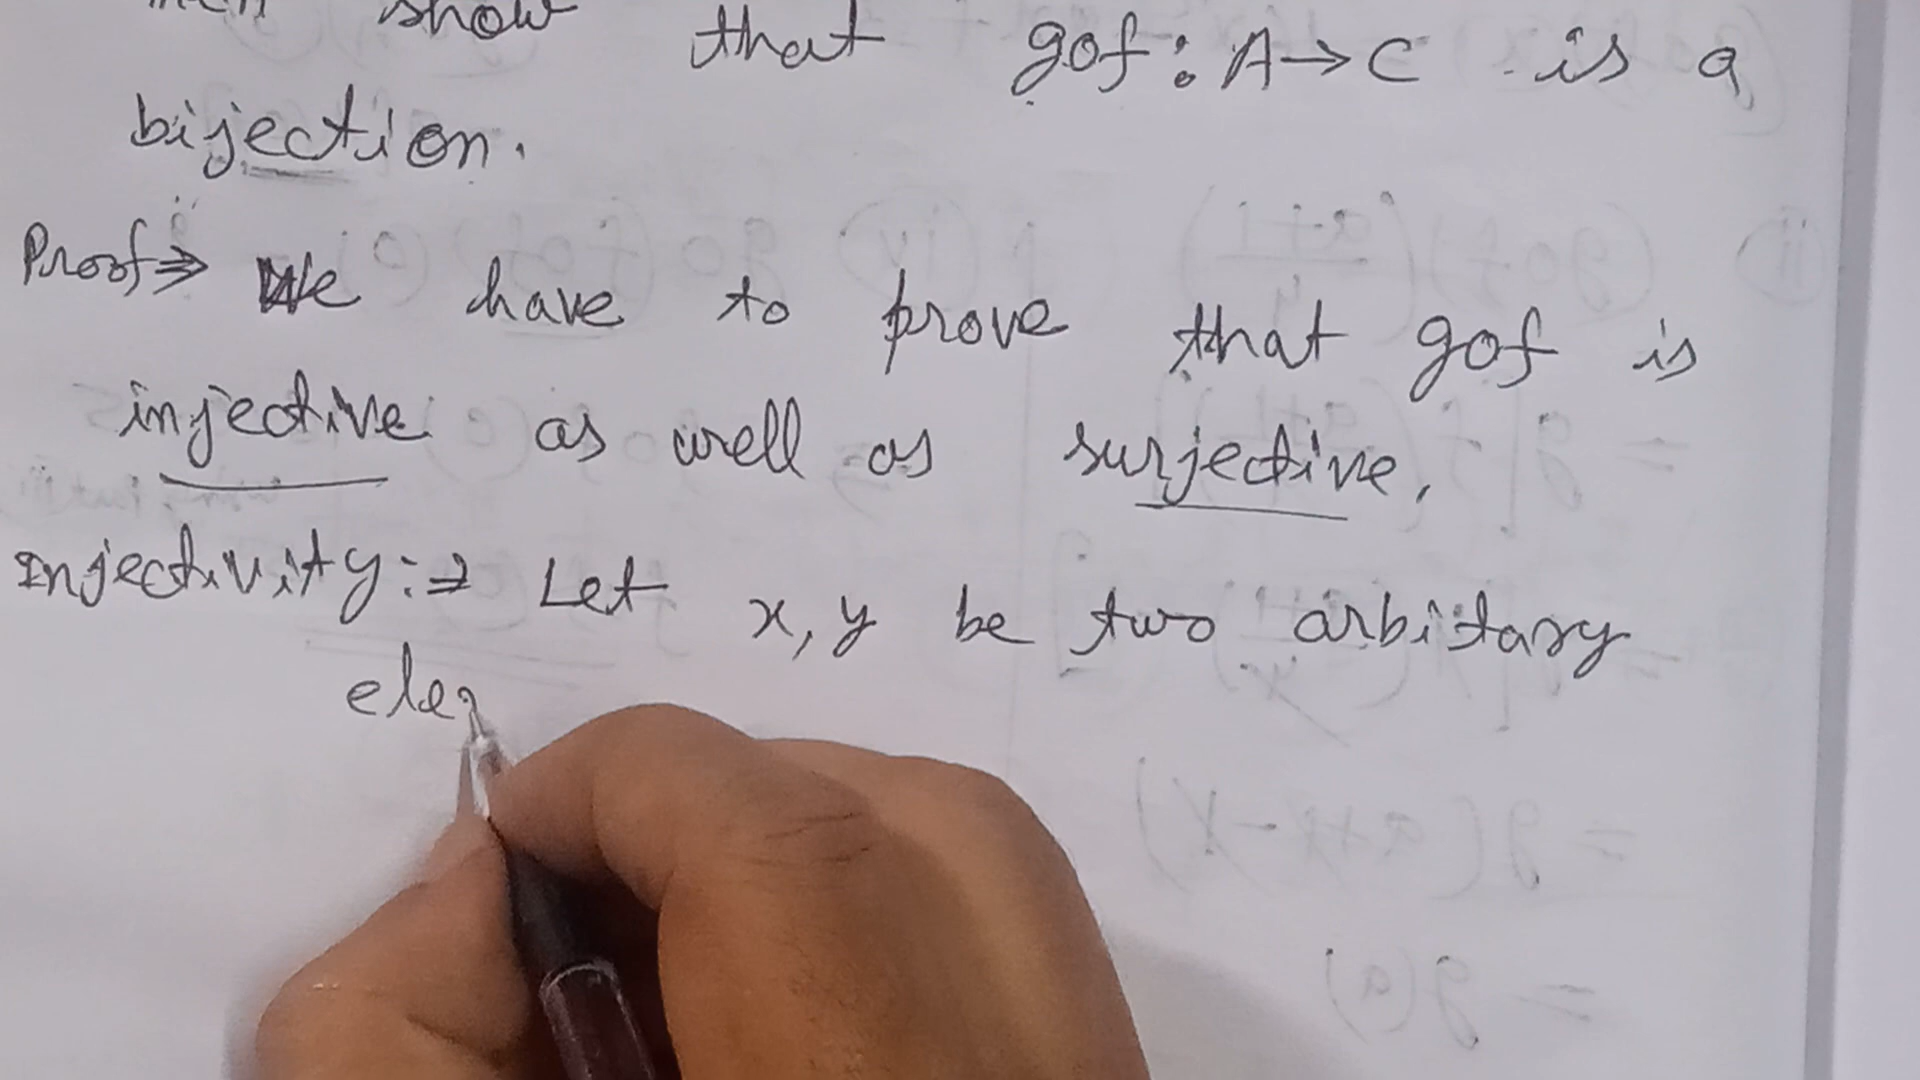 then show that gof: A→C is a
bijection.
Proof⇒ We have to prove that gof is
injective as well as surjective.
Injectivity:⇒ Let x, y be two arbitary
ele